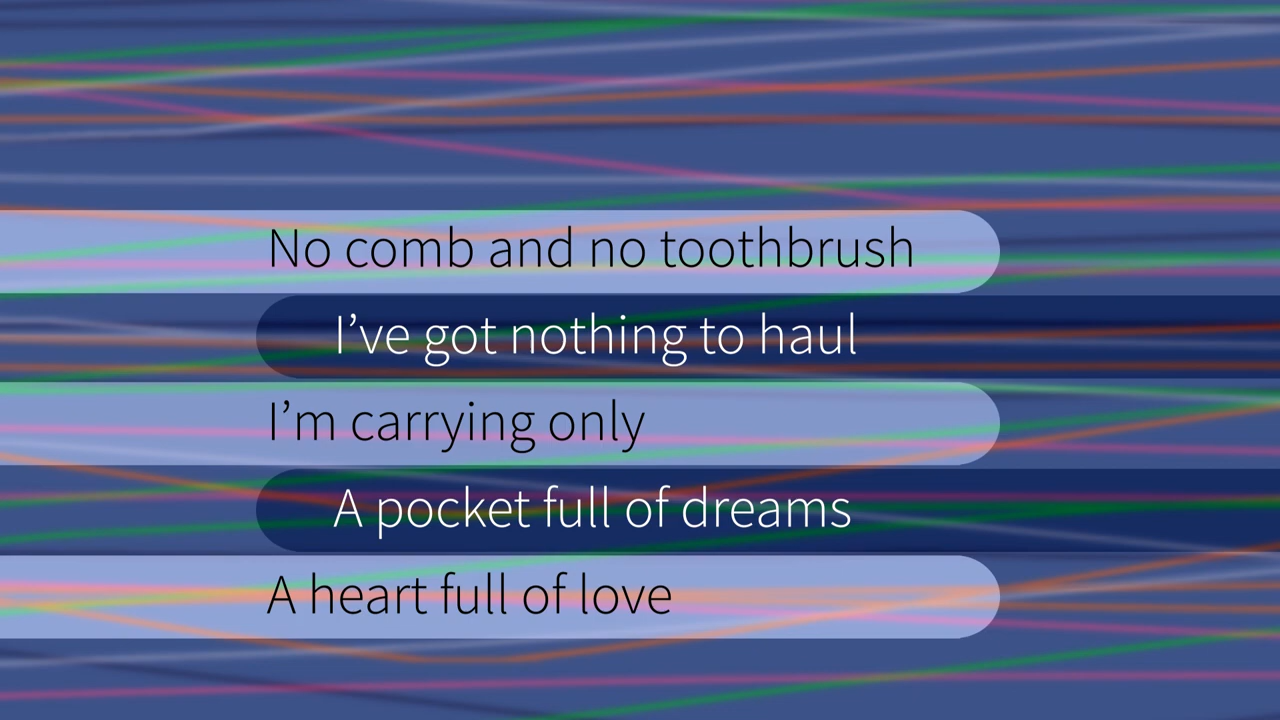 No comb and no toothbrush
I’ve got nothing to haul
I’m carrying only
A pocket full of dreams
A heart full of love